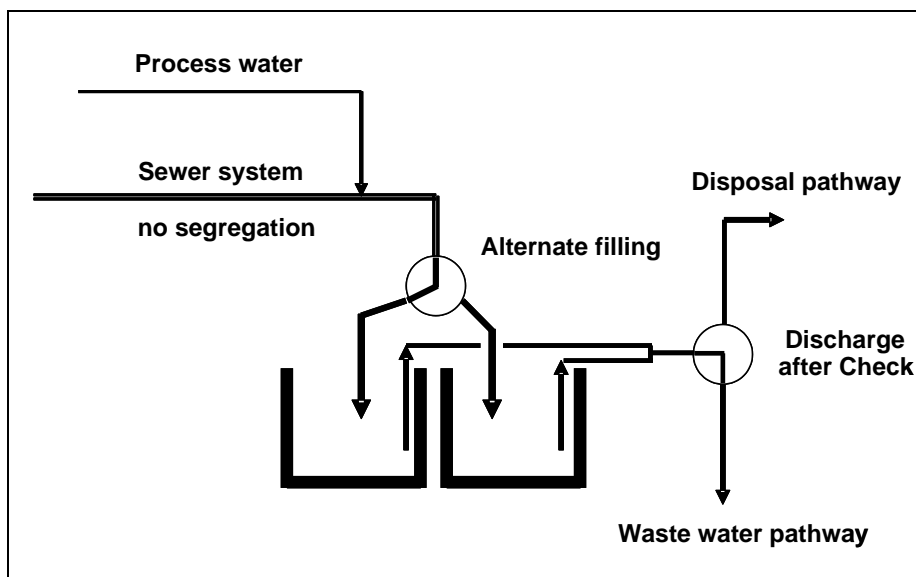 Process water
Sewer system
no segregation
Disposal pathway
Alternate filling
Discharge
after Check
Waste water pathway